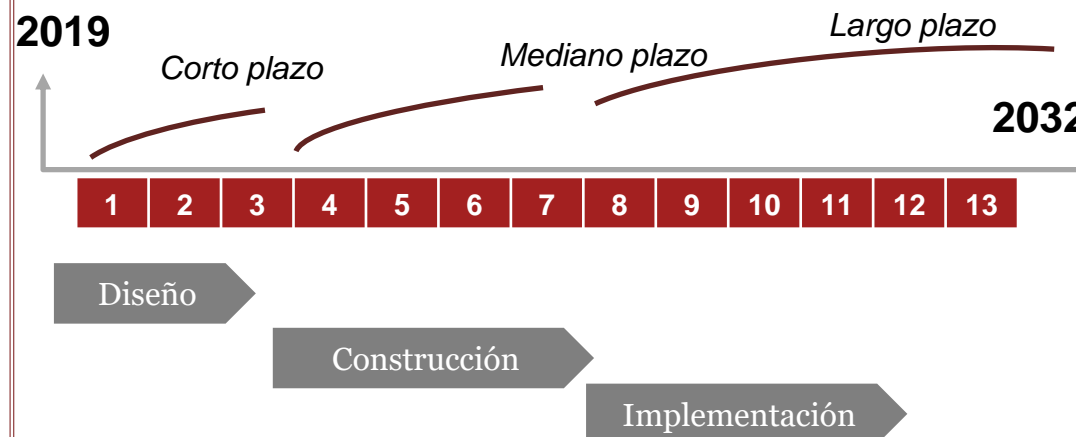 2019
Corto plazo
Mediano plazo
Largo plazo
2032
1 2 3 4 5 6 7 8 9 10 11 12 13
Diseño
Construcción
Implementación